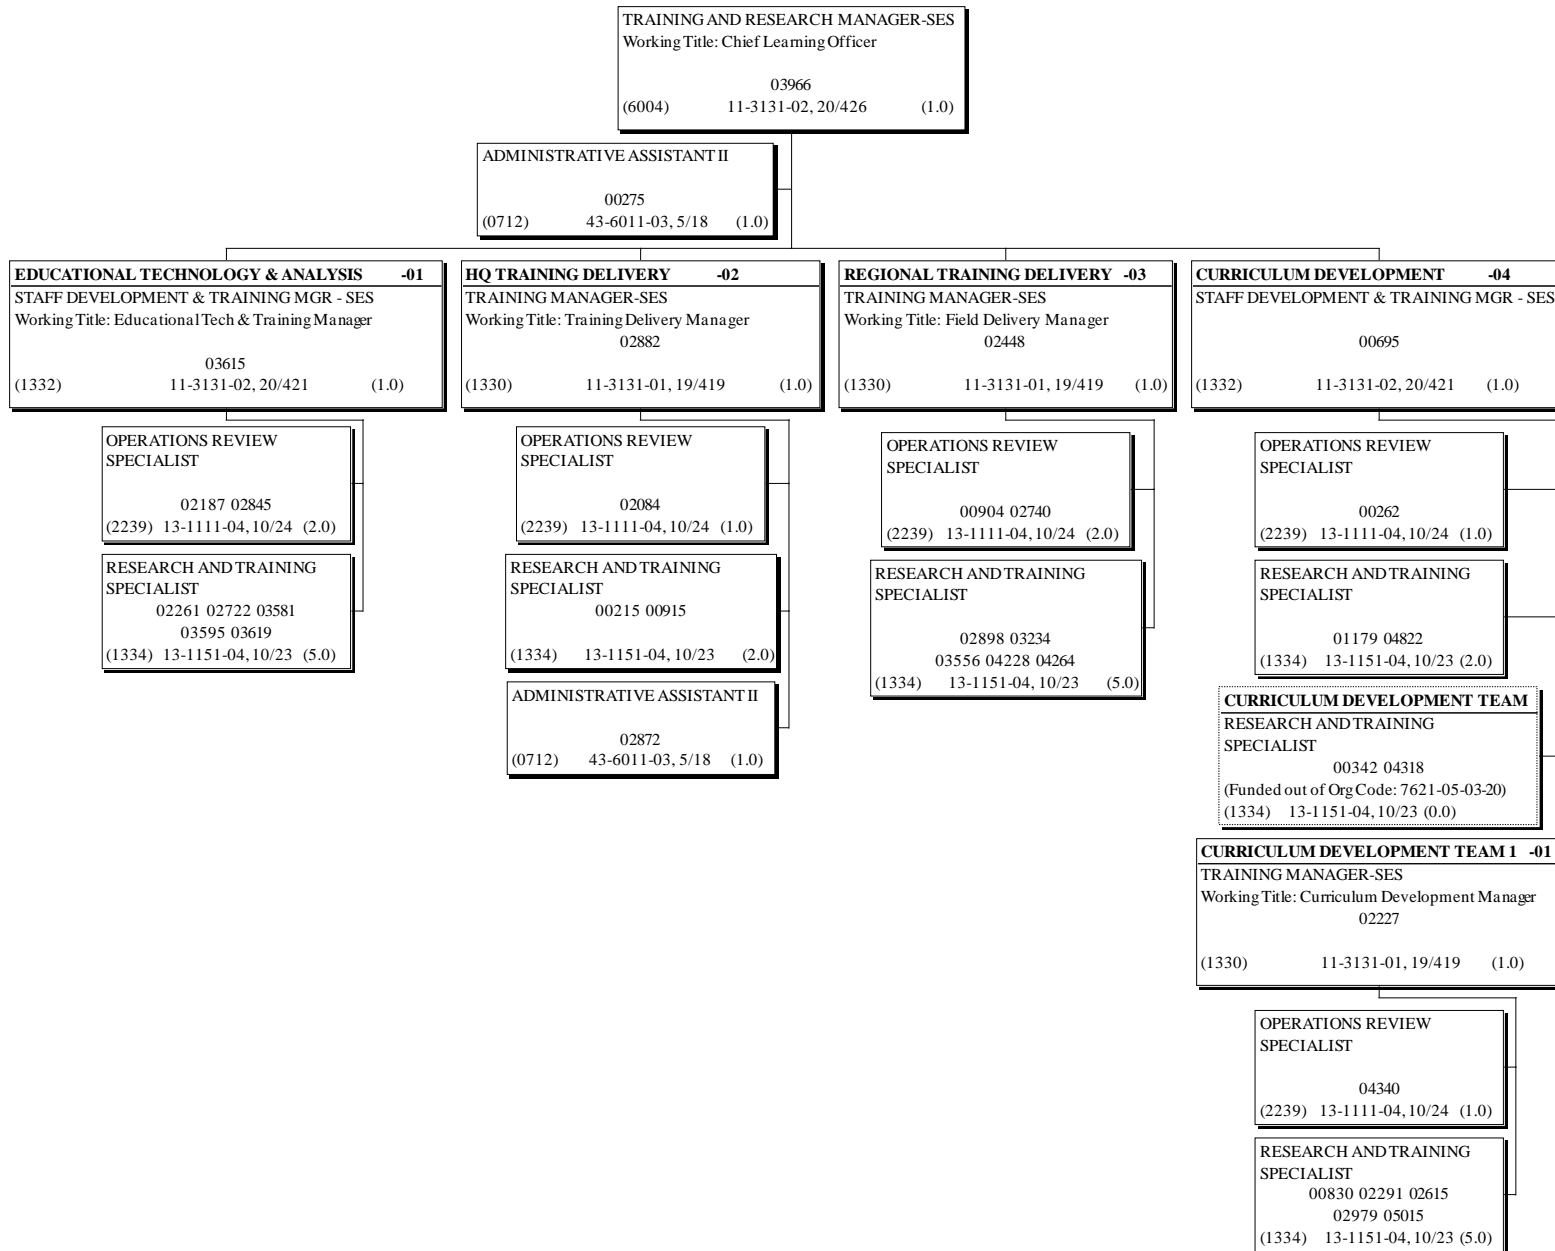 TRAINING AND RESEARCH MANAGER-SES
Working Title: Chief Learning Officer
03966
(6004) 11-3131-02, 20/426 (1.0)
ADMINISTRATIVE ASSISTANT II
00275
(0712) 43-6011-03, 5/18 (1.0)
EDUCATIONAL TECHNOLOGY & ANALYSIS -01
STAFF DEVELOPMENT & TRAINING MGR - SES
Working Title: Educational Tech & Training Manager
03615
(1332) 11-3131-02, 20/421 (1.0)
OPERATIONS REVIEW
SPECIALIST
02187 02845
(2239) 13-1111-04, 10/24 (2.0)
RESEARCH AND TRAINING
SPECIALIST
02261 02722 03581
03595 03619
(1334) 13-1151-04, 10/23 (5.0)
HQ TRAINING DELIVERY -02
TRAINING MANAGER-SES
Working Title: Training Delivery Manager
02882
(1330) 11-3131-01, 19/419 (1.0)
OPERATIONS REVIEW
SPECIALIST
02084
(2239) 13-1111-04, 10/24 (1.0)
RESEARCH AND TRAINING
SPECIALIST
00215 00915
(1334) 13-1151-04, 10/23 (2.0)
ADMINISTRATIVE ASSISTANT II
02872
(0712) 43-6011-03, 5/18 (1.0)
REGIONAL TRAINING DELIVERY -03
TRAINING MANAGER-SES
Working Title: Field Delivery Manager
02448
(1330) 11-3131-01, 19/419 (1.0)
OPERATIONS REVIEW
SPECIALIST
00904 02740
(2239) 13-1111-04, 10/24 (2.0)
RESEARCH AND TRAINING
SPECIALIST
02898 03234
03556 04228 04264
(1334) 13-1151-04, 10/23 (5.0)
CURRICULUM DEVELOPMENT -04
STAFF DEVELOPMENT & TRAINING MGR - SES
00695
(1332) 11-3131-02, 20/421 (1.0)
OPERATIONS REVIEW
SPECIALIST
00262
(2239) 13-1111-04, 10/24 (1.0)
RESEARCH AND TRAINING
SPECIALIST
01179 04822
(1334) 13-1151-04, 10/23 (2.0)
CURRICULUM DEVELOPMENT TEAM
RESEARCH AND TRAINING
SPECIALIST
00342 04318
(Funded out of Org Code: 7621-05-03-20)
(1334) 13-1151-04, 10/23 (0.0)
CURRICULUM DEVELOPMENT TEAM 1 -01
TRAINING MANAGER-SES
Working Title: Curriculum Development Manager
02227
(1330) 11-3131-01, 19/419 (1.0)
OPERATIONS REVIEW
SPECIALIST
04340
(2239) 13-1111-04, 10/24 (1.0)
RESEARCH AND TRAINING
SPECIALIST
00830 02291 02615
02979 05015
(1334) 13-1151-04, 10/23 (5.0)